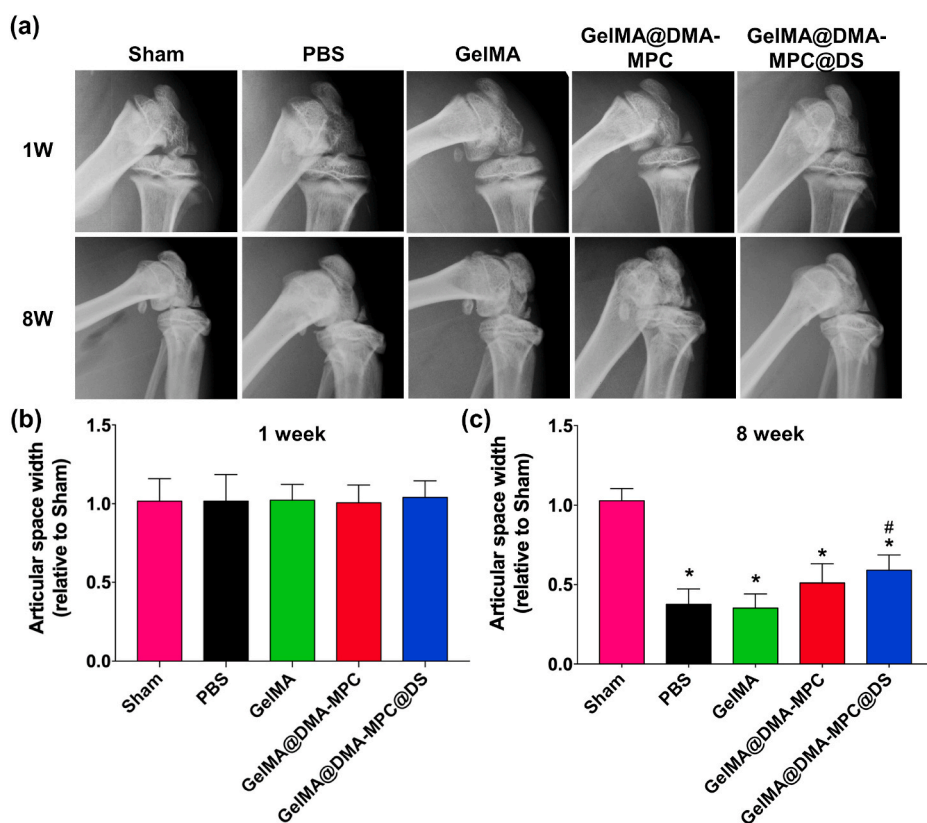 (a)
Sham
PBS
GelMA
GelMA@DMA-
MPC
GelMA@DMA-
MPC@DS
1W
8W
(b)
1 week
Articular space width
(relative to Sham)
1.5
1.0
0.5
0.0
Sham
PBS
GelMA
GelMA@DMA-MPC
GelMA@DMA-MPC@DS
(c)
8 week
Articular space width
(relative to Sham)
1.5
1.0
0.5
0.0
*
*
*
#
*
Sham
PBS
GelMA
GelMA@DMA-MPC
GelMA@DMA-MPC@DS